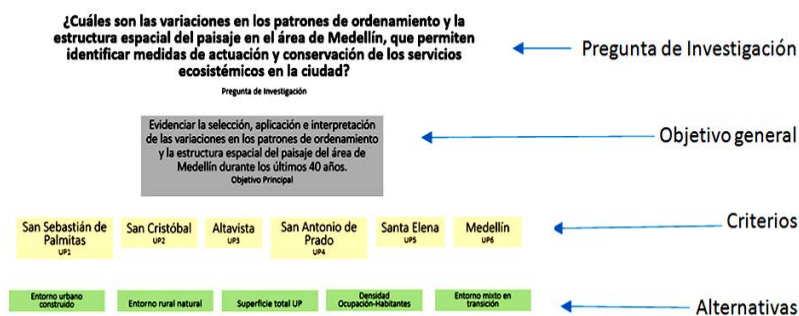 ¿Cuáles son las variaciones en los patrones de ordenamiento y la
estructura espacial del paisaje en el área de Medellín, que permiten
identificar medidas de actuación y conservación de los servicios
ecosistémicos en la ciudad?
Pregunta de Investigación
Pregunta de Investigación
Evidenciar la selección, aplicación e interpretación
de las variaciones en los patrones de ordenamiento
y la estructura espacial del paisaje del área de
Medellín durante los últimos 40 años.
Objetivo Principal
Objetivo general
San Sebastián de
Palmitas
UP1
San Cristóbal
UP2
Altavista
UP3
San Antonio de
Prado
UP4
Santa Elena
UP5
Medellín
UP6
Criterios
Entorno urbano
construido
Entorno rural natural
Superficie total UP
Densidad
Ocupación-Habitantes
Entorno mixto en
transición
Alternativas